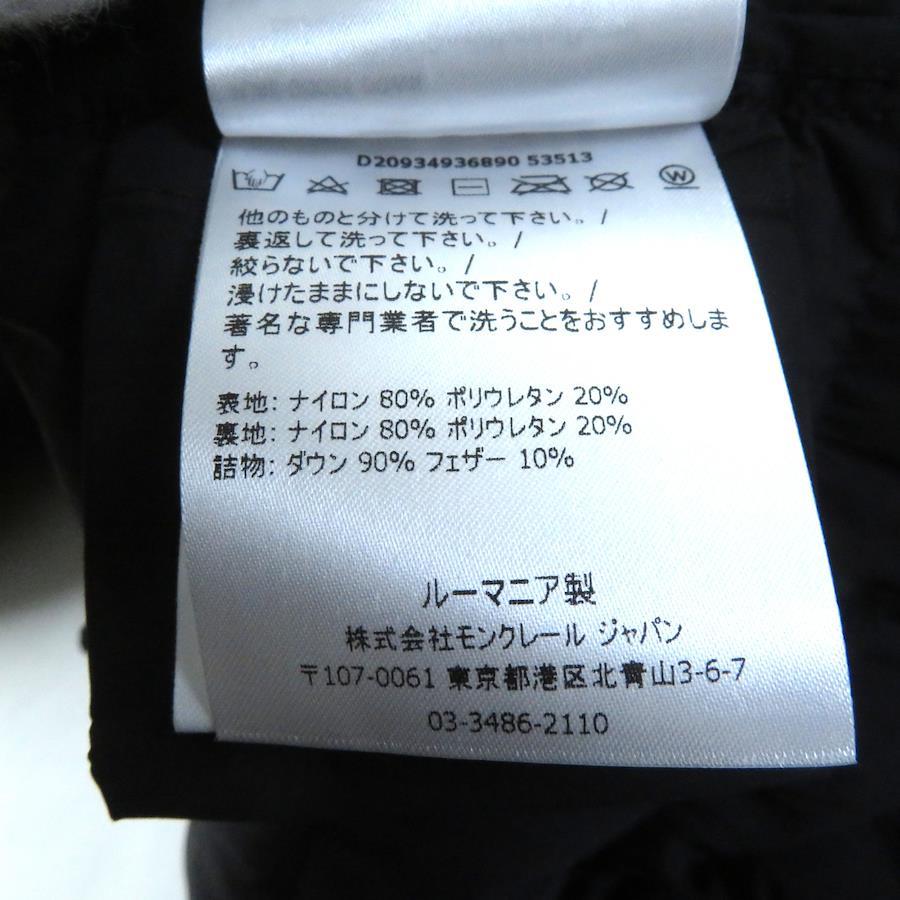 D20934936890 53513
W
他のものと分けて洗って下さい。/
裏返して洗って下さい。/
絞らないで下さい。/
浸けたままにしないで下さい。/
著名な専門業者で洗うことをおすすめしま
す。
表地: ナイロン 80% ポリウレタン 20%
裏地: ナイロン 80% ポリウレタン 20%
詰物: ダウン 90% フェザー 10%
ルーマニア製
株式会社モンクレール ジャパン
〒107-0061 東京都港区北青山3-6-7
03-3486-2110